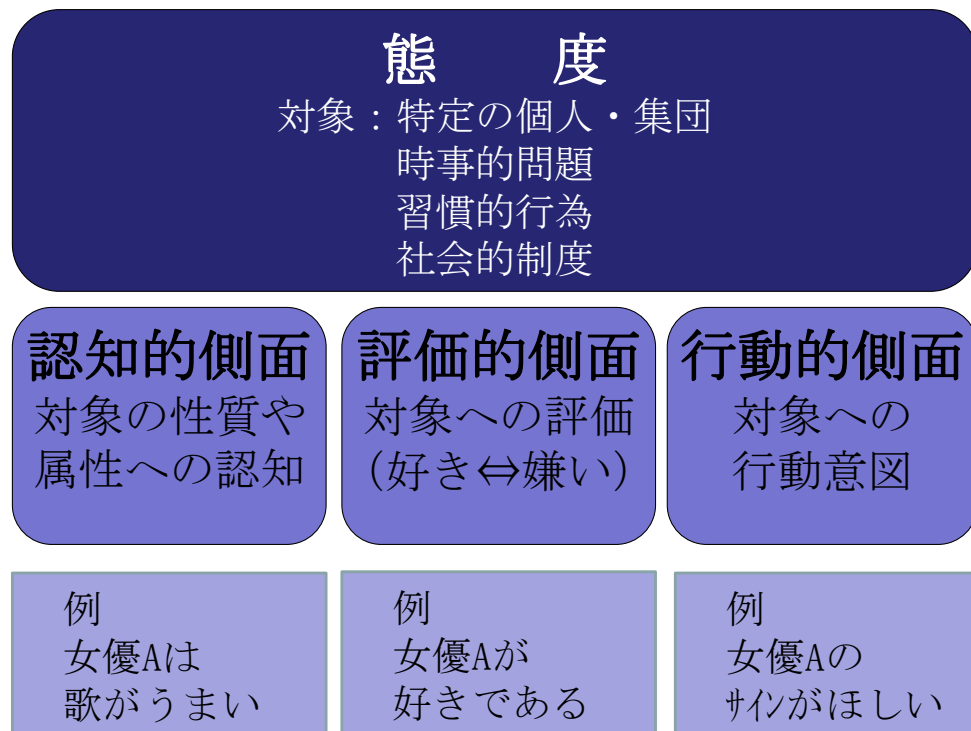 態　度
対象：特定の個人・集団
時事的問題
習慣的行為
社会的制度
認知的側面
対象の性質や
属性への認知
評価的側面
対象への評価
（好き⇔嫌い）
行動的側面
対象への
行動意図
例
女優Aは
歌がうまい
例
女優Aが
好きである
例
女優Aの
ｻｲﾝがほしい